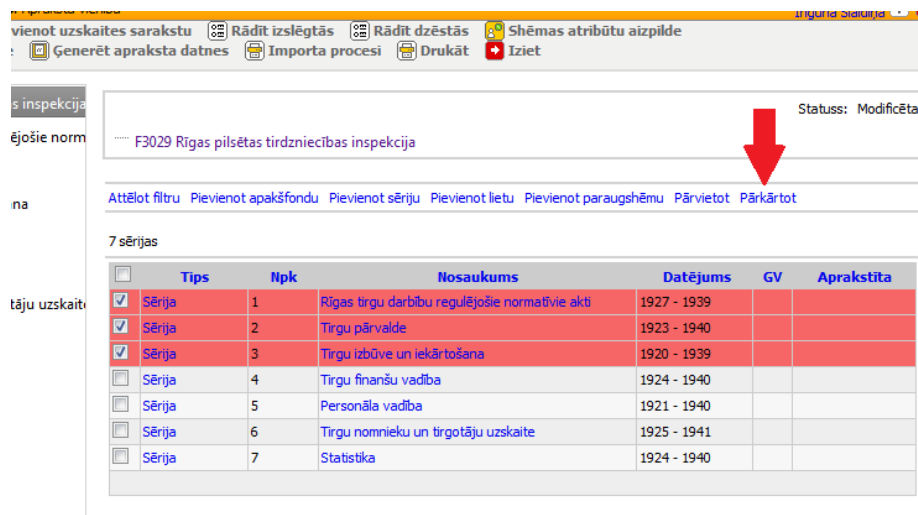 Inguna Slaidiņa
vienot uzskaites sarakstu Rādīt izslēgtās Rādīt dzēstās Shēmas atribūtu aizpilde
Ģenerēt apraksta datnes Importa procesi Drukāt Iziet
s inspekcija
Statuss: Modificēta
ējošie norm
F3029 Rīgas pilsētas tirdzniecības inspekcija
ana
Attēlot filtru Pievienot apakšfondu Pievienot sēriju Pievienot lietu Pievienot paraugshēmu Pārvietot Pārkārtot
7 sērijas
Tips Npk Nosaukums Datējums GV Aprakstīta
tāju uzskaite
Sērija 1 Rīgas tirgu darbību regulējošie normatīvie akti 1927 - 1939
Sērija 2 Tirgu pārvalde 1923 - 1940
Sērija 3 Tirgu izbūve un iekārtošana 1920 - 1939
Sērija 4 Tirgu finanšu vadība 1924 - 1940
Sērija 5 Personāla vadība 1921 - 1940
Sērija 6 Tirgu nomnieku un tirgotāju uzskaite 1925 - 1941
Sērija 7 Statistika 1924 - 1940